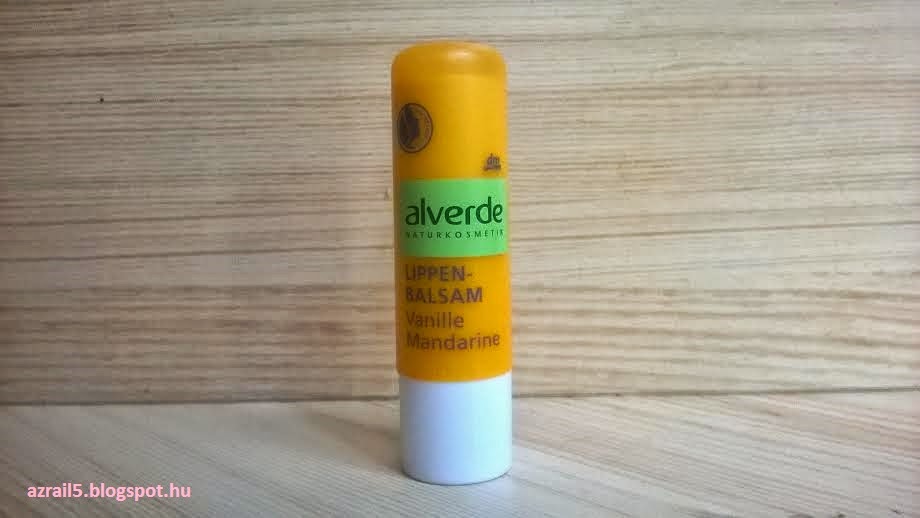 dm
alverde
NATURKOSMETIK
LIPPEN-
BALSAM
Vanille
Mandarine
azrail5.blogspot.hu